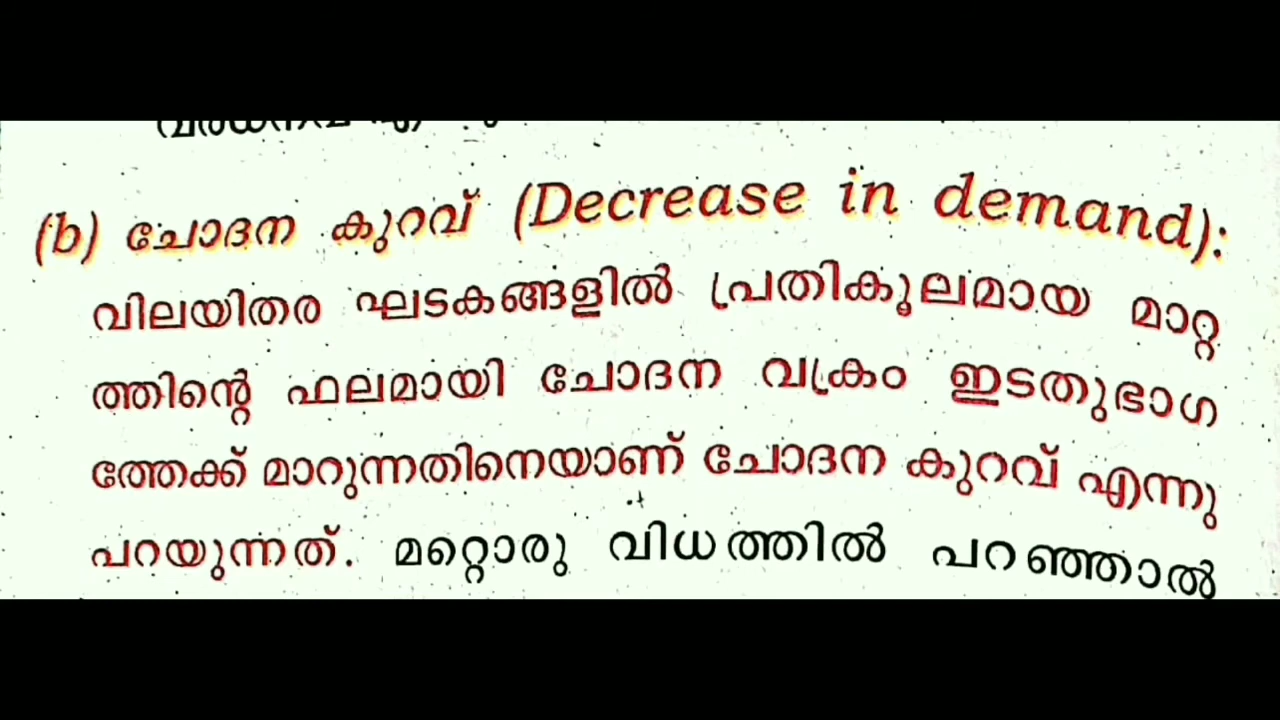 (b) ചോദന കുറവ് (Decrease in demand):
വിലയിതര ഘടകങ്ങളിൽ പ്രതികൂലമായ മാറ്റ
ത്തിന്റെ ഫലമായി ചോദന വക്രം ഇടതുഭാഗ
ത്തേക്ക് മാറുന്നതിനെയാണ് ചോദന കുറവ് എന്നു
പറയുന്നത്. മറ്റൊരു വിധത്തിൽ പറഞ്ഞാൽ